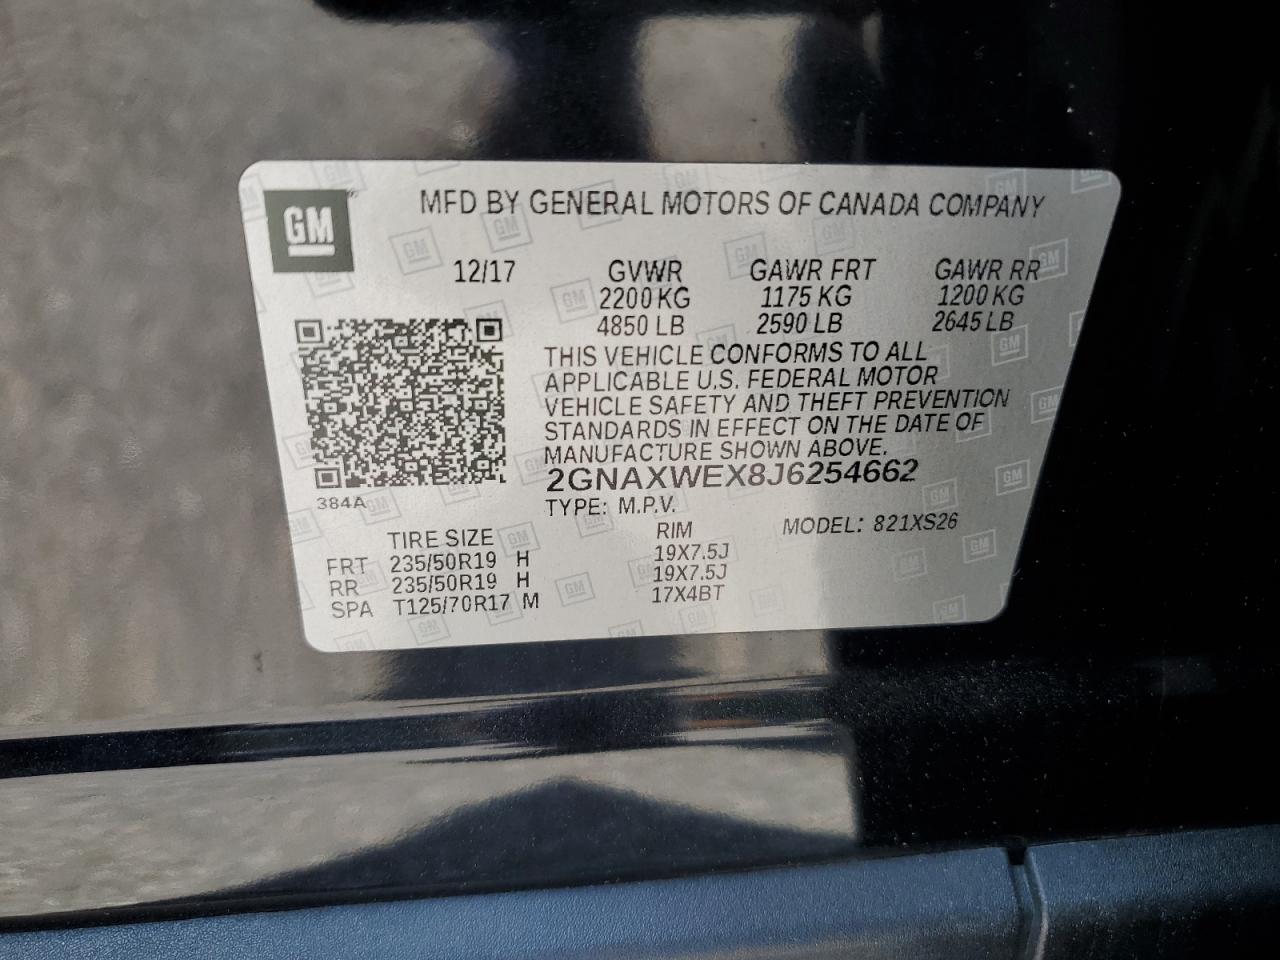 GM
MFD BY GENERAL MOTORS OF CANADA COMPANY
12/17 GVWR GAWR FRT GAWR RR
2200 KG 1175 KG 1200 KG
4850 LB 2590 LB 2645 LB
THIS VEHICLE CONFORMS TO ALL
APPLICABLE U.S. FEDERAL MOTOR
VEHICLE SAFETY AND THEFT PREVENTION
STANDARDS IN EFFECT ON THE DATE OF
MANUFACTURE SHOWN ABOVE.
2GNAXWEX8J6254662
384A
TYPE: M.P.V.
MODEL: 821XS26
TIRE SIZE RIM
FRT 235/50R19 H 19X7.5J
RR 235/50R19 H 19X7.5J
SPA T125/70R17 M 17X4BT